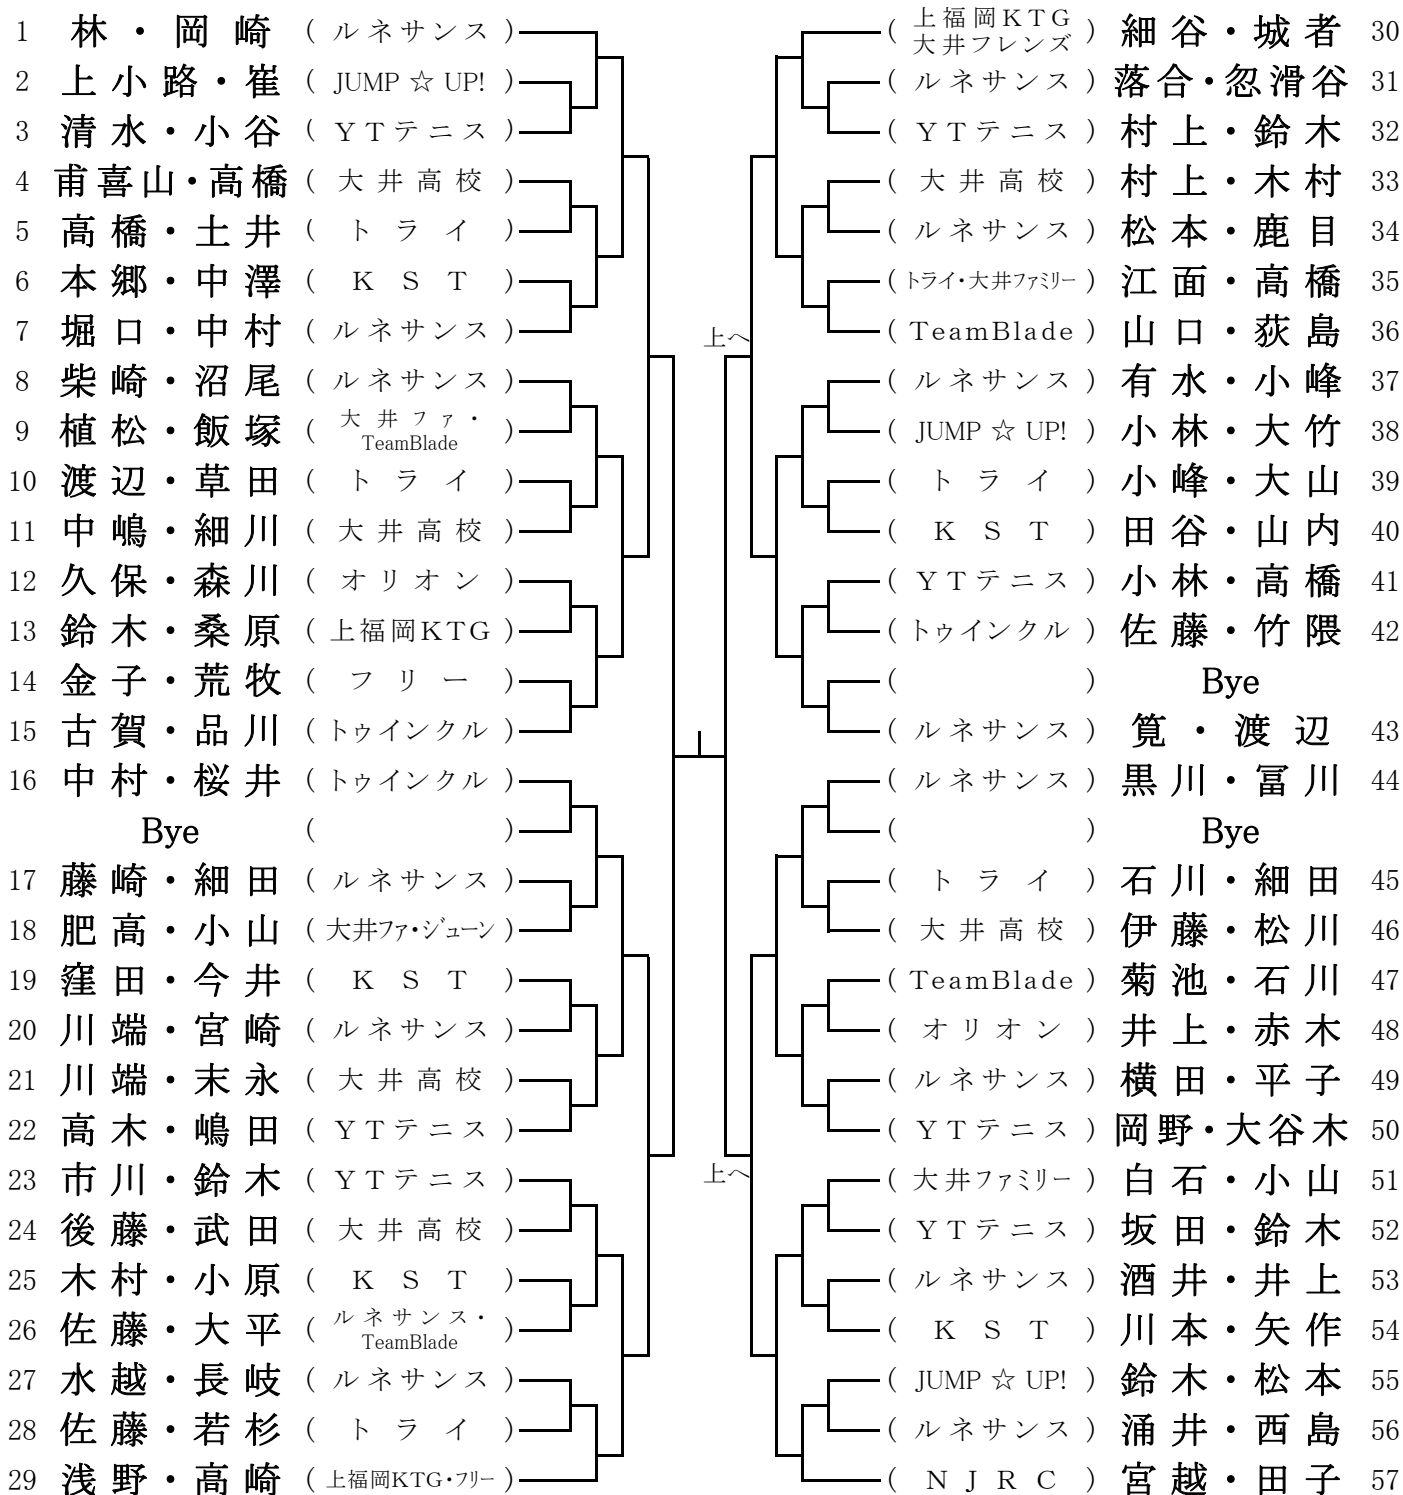 1 林・岡崎 (ルネサンス)
2 上小路・崔 (JUMP ☆ UP!)
3 清水・小谷 (YTテニス)
4 甫喜山・高橋 (大井高校)
5 高橋・土井 (トライ)
6 本郷・中澤 (KST)
7 堀口・中村 (ルネサンス)
8 柴崎・沼尾 (ルネサンス)
9 植松・飯塚 (大井ファ・TeamBlade)
10 渡辺・草田 (トライ)
11 中嶋・細川 (大井高校)
12 久保・森川 (オリオン)
13 鈴木・桑原 (上福岡KTG)
14 金子・荒牧 (フリー)
15 古賀・品川 (トゥインクル)
16 中村・桜井 (トゥインクル)
Bye ( )
17 藤崎・細田 (ルネサンス)
18 肥高・小山 (大井ファ・ジューン)
19 窪田・今井 (KST)
20 川端・宮崎 (ルネサンス)
21 川端・末永 (大井高校)
22 高木・嶋田 (YTテニス)
23 市川・鈴木 (YTテニス)
24 後藤・武田 (大井高校)
25 木村・小原 (KST)
26 佐藤・大平 (ルネサンス・TeamBlade)
27 水越・長岐 (ルネサンス)
28 佐藤・若杉 (トライ)
29 浅野・高崎 (上福岡KTG・フリー)
上へ
上へ
(上福岡KTG 大井フレンズ) 細谷・城者 30
(ルネサンス) 落合・忽滑谷 31
(YTテニス) 村上・鈴木 32
(大井高校) 村上・木村 33
(ルネサンス) 松本・鹿目 34
(トライ・大井ファミリー) 江面・高橋 35
(TeamBlade) 山口・荻島 36
(ルネサンス) 有水・小峰 37
(JUMP ☆ UP!) 小林・大竹 38
(トライ) 小峰・大山 39
(KST) 田谷・山内 40
(YTテニス) 小林・高橋 41
(トゥインクル) 佐藤・竹隈 42
( ) Bye
(ルネサンス) 筧・渡辺 43
(ルネサンス) 黒川・冨川 44
( ) Bye
(トライ) 石川・細田 45
(大井高校) 伊藤・松川 46
(TeamBlade) 菊池・石川 47
(オリオン) 井上・赤木 48
(ルネサンス) 横田・平子 49
(YTテニス) 岡野・大谷木 50
(大井ファミリー) 白石・小山 51
(YTテニス) 坂田・鈴木 52
(ルネサンス) 酒井・井上 53
(KST) 川本・矢作 54
(JUMP ☆ UP!) 鈴木・松本 55
(ルネサンス) 涌井・西島 56
(NJRC) 宮越・田子 57